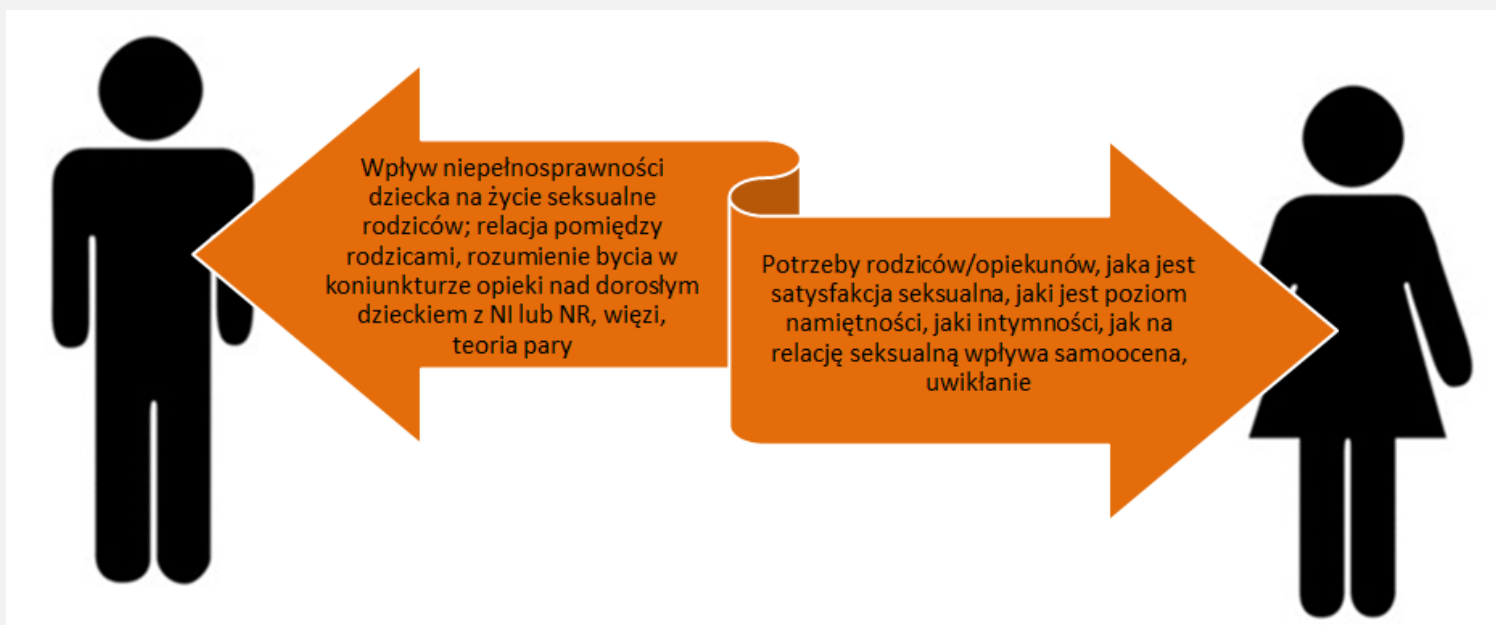 Wpływ niepełnosprawności
dziecka na życie seksualne
rodziców; relacja pomiędzy
rodzicami, rozumienie bycia w
koniunkturze opieki nad dorosłym
dzieckiem z NI lub NR, więzi,
teoria pary
Potrzeby rodziców/opiekunów, jaka jest
satysfakcja seksualna, jaki jest poziom
namiętności, jaki intymności, jak na
relację seksualną wpływa samoocena,
uwikłanie